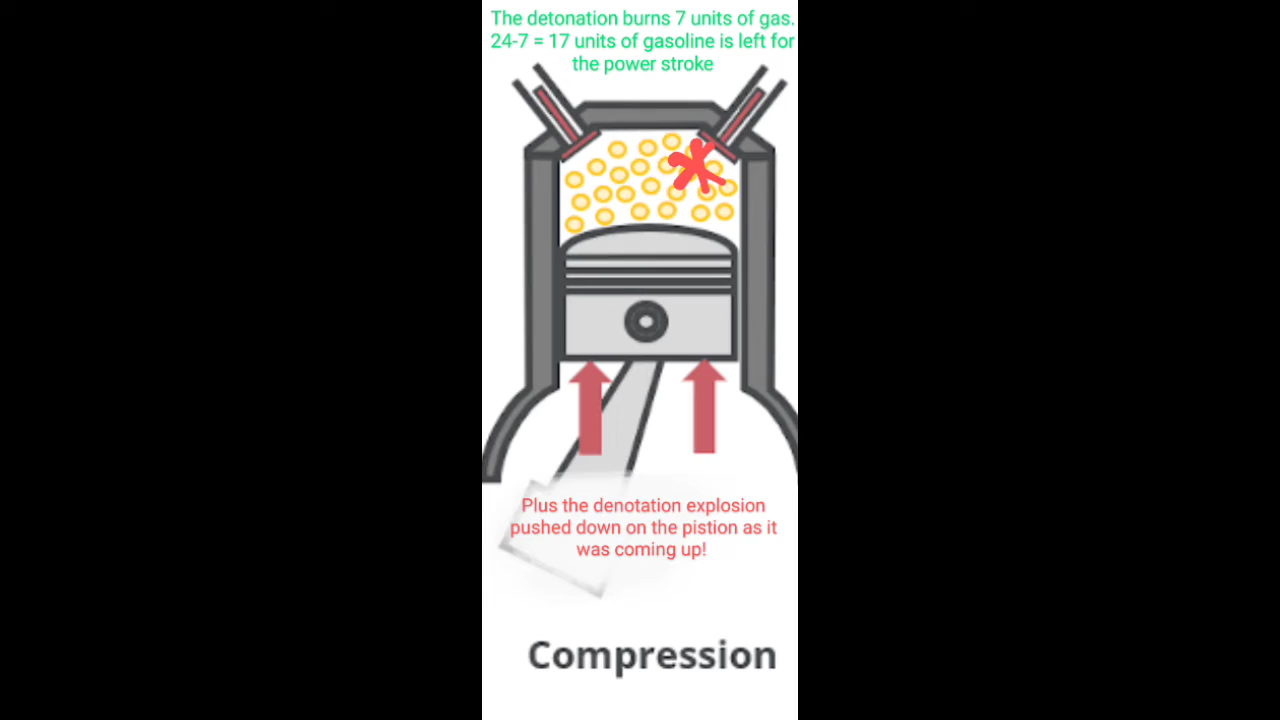 The detonation burns 7 units of gas.
24-7 = 17 units of gasoline is left for
the power stroke
Plus the denotation explosion
pushed down on the pistion as it
was coming up!
Compression